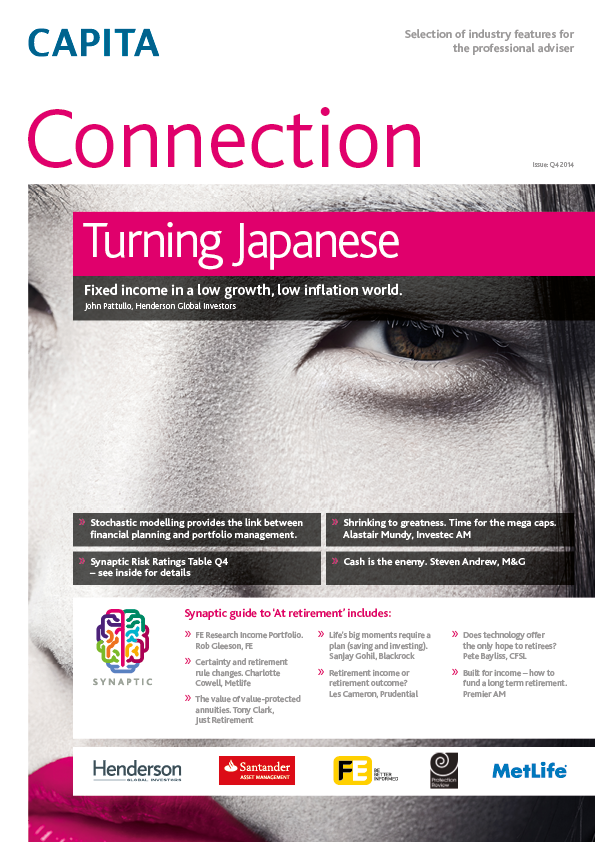 CAPITA
Selection of industry features for
the professional adviser
Connection
Issue: Q4 2014
Turning Japanese
Fixed income in a low growth, low inflation world.
John Pattullo, Henderson Global Investors
» Stochastic modelling provides the link between
financial planning and portfolio management.
» Shrinking to greatness. Time for the mega caps.
Alastair Mundy, Investec AM
» Synaptic Risk Ratings Table Q4
– see inside for details
» Cash is the enemy. Steven Andrew, M&G
SYNAPTIC
Synaptic guide to ‘At retirement’ includes:
» FE Research Income Portfolio.
Rob Gleeson, FE
» Certainty and retirement
rule changes. Charlotte
Cowell, Metlife
» The value of value-protected
annuities. Tony Clark,
Just Retirement
» Life’s big moments require a
plan (saving and investing).
Sanjay Gohil, Blackrock
» Retirement income or
retirement outcome?
Les Cameron, Prudential
» Does technology offer
the only hope to retirees?
Pete Bayliss, CFSL
» Built for income – how to
fund a long term retirement.
Premier AM
Henderson
GLOBAL INVESTORS
Santander
ASSET MANAGEMENT
FE
BE
BETTER
INFORMED
Protection
Review
MetLife